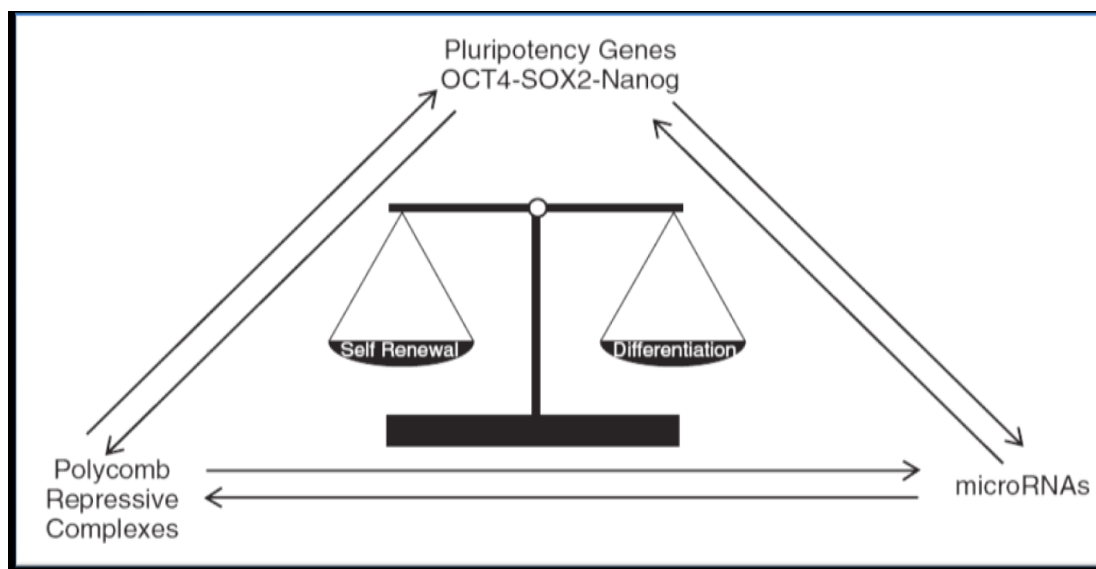 Pluripotency Genes
OCT4-SOX2-Nanog
Self Renewal
Differentiation
Polycomb
Repressive
Complexes
microRNAs